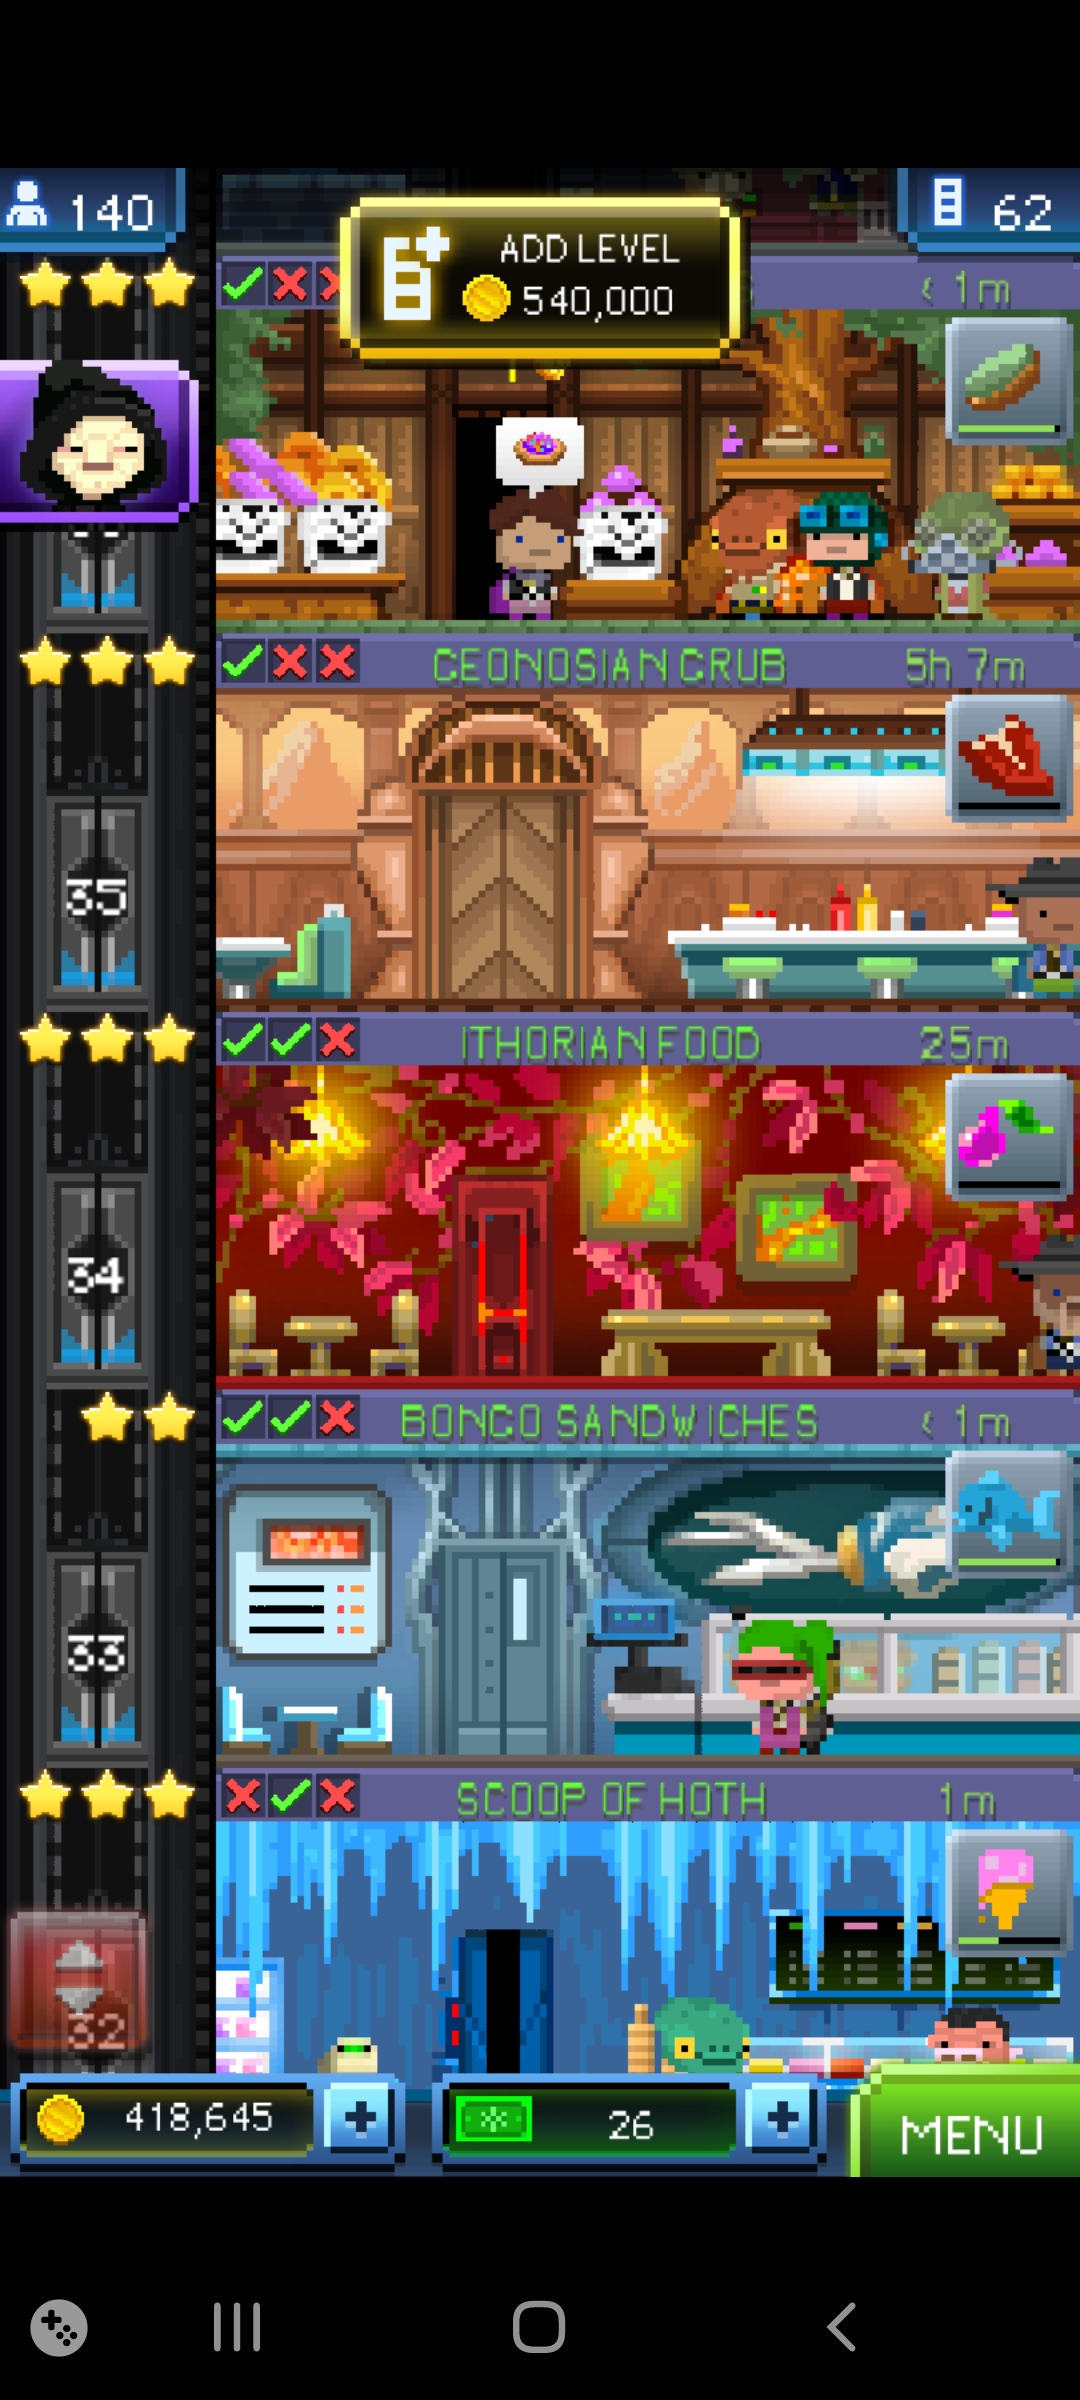 140
62
ADD LEVEL
540,000
< 1m
GEONOSIAN GRUB
5h 7m
35
ITHORIAN FOOD
25m
34
BONGO SANDWICHES
< 1m
33
SCOOP OF HOTH
1m
32
418,645
26
MENU